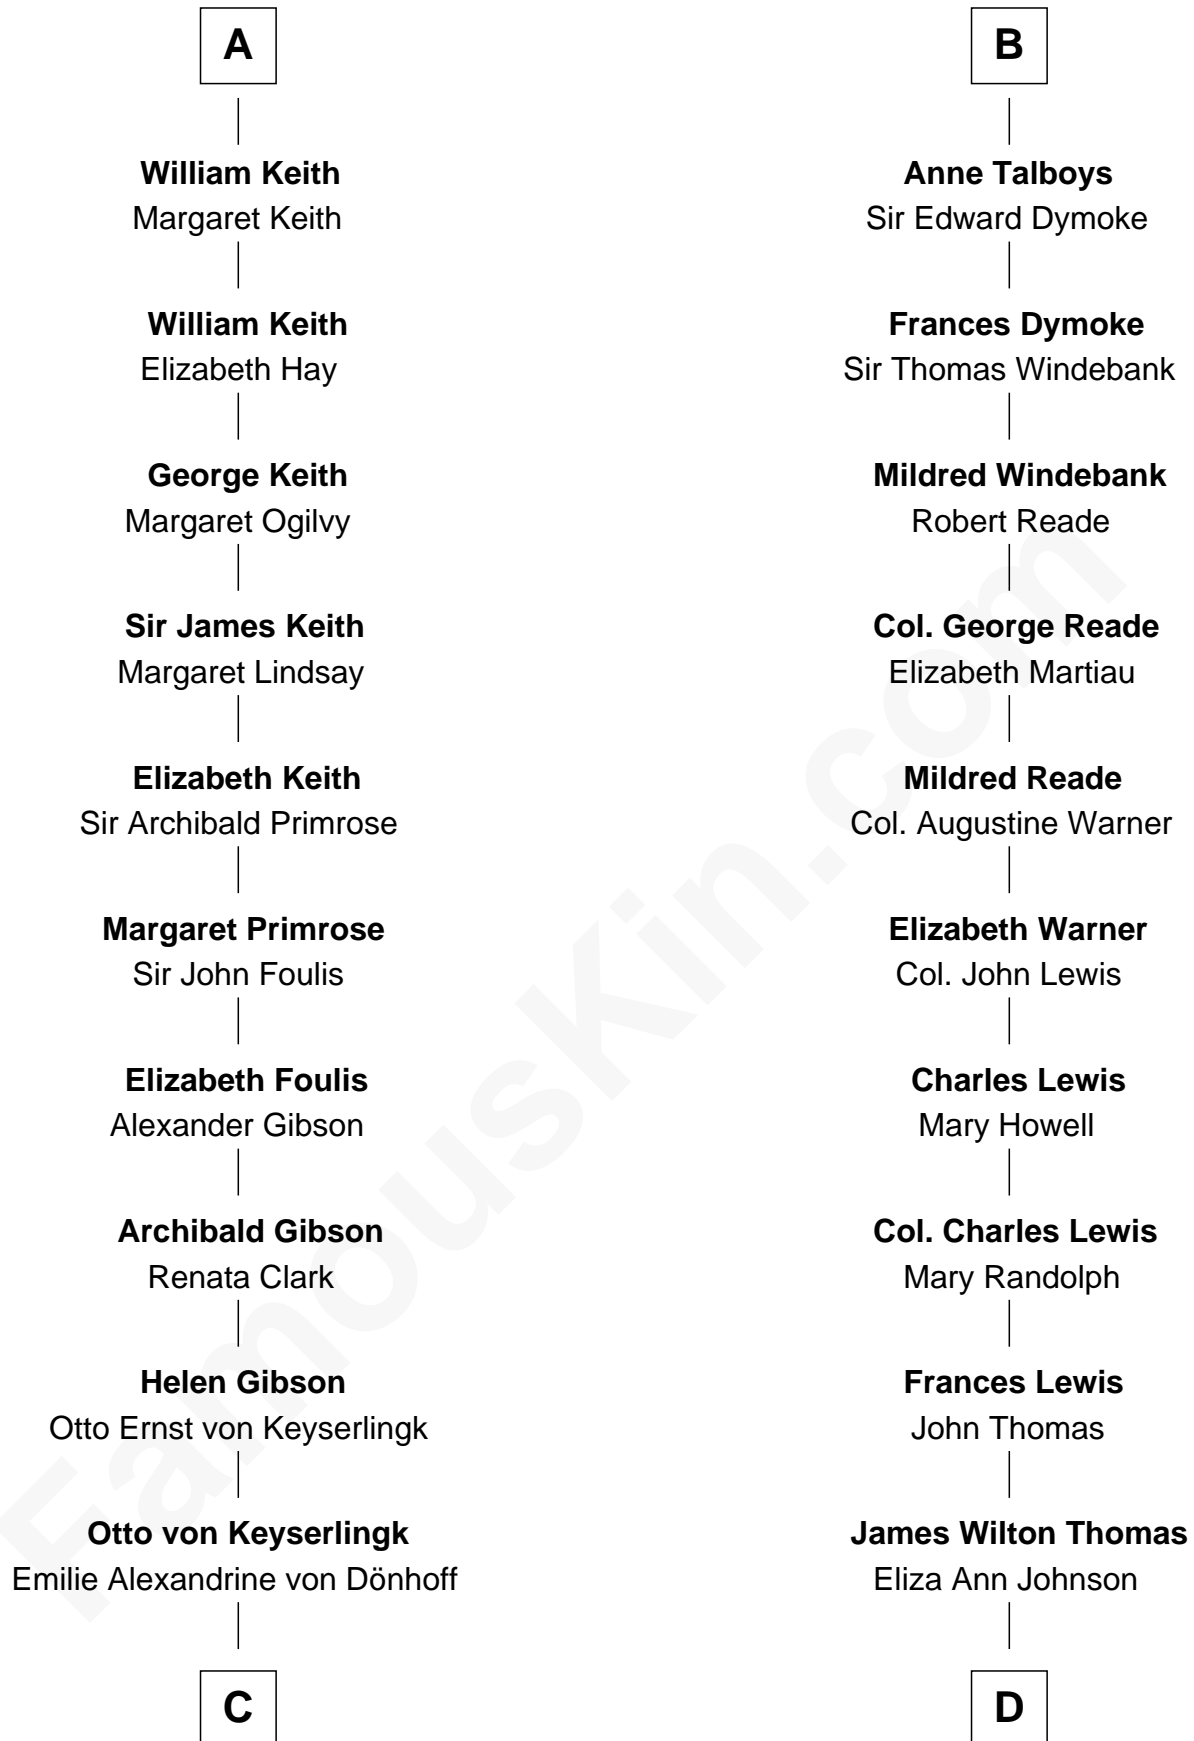 A
William Keith
Margaret Keith
William Keith
Elizabeth Hay
George Keith
Margaret Ogilvy
Sir James Keith
Margaret Lindsay
Elizabeth Keith
Sir Archibald Primrose
Margaret Primrose
Sir John Foulis
Elizabeth Foulis
Alexander Gibson
Archibald Gibson
Renata Clark
Helen Gibson
Otto Ernst von Keyserlingk
Otto von Keyserlingk
Emilie Alexandrine von Dönhoff
C
B
Anne Talboys
Sir Edward Dymoke
Frances Dymoke
Sir Thomas Windebank
Mildred Windebank
Robert Reade
Col. George Reade
Elizabeth Martiau
Mildred Reade
Col. Augustine Warner
Elizabeth Warner
Col. John Lewis
Charles Lewis
Mary Howell
Col. Charles Lewis
Mary Randolph
Frances Lewis
John Thomas
James Wilton Thomas
Eliza Ann Johnson
D
FamousKin.com